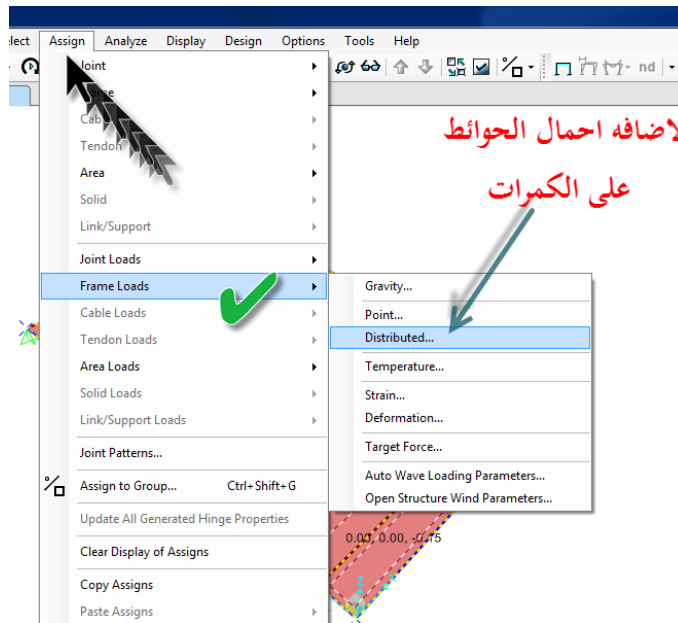 Assign Analyze Display Design Options Tools Help
Joint
nd
لاضافه احمال الحوائط
على الكمرات
Tendon
Area
Solid
Link/Support
Joint Loads
Frame Loads
Cable Loads
Tendon Loads
Area Loads
Solid Loads
Link/Support Loads
Joint Patterns...
Assign to Group... Ctrl+Shift+G
Update All Generated Hinge Properties
Clear Display of Assigns
Copy Assigns
Paste Assigns
Gravity...
Point...
Distributed...
Temperature...
Strain...
Deformation...
Target Force...
Auto Wave Loading Parameters...
Open Structure Wind Parameters...
0.00, 0.00, -0.15
Z